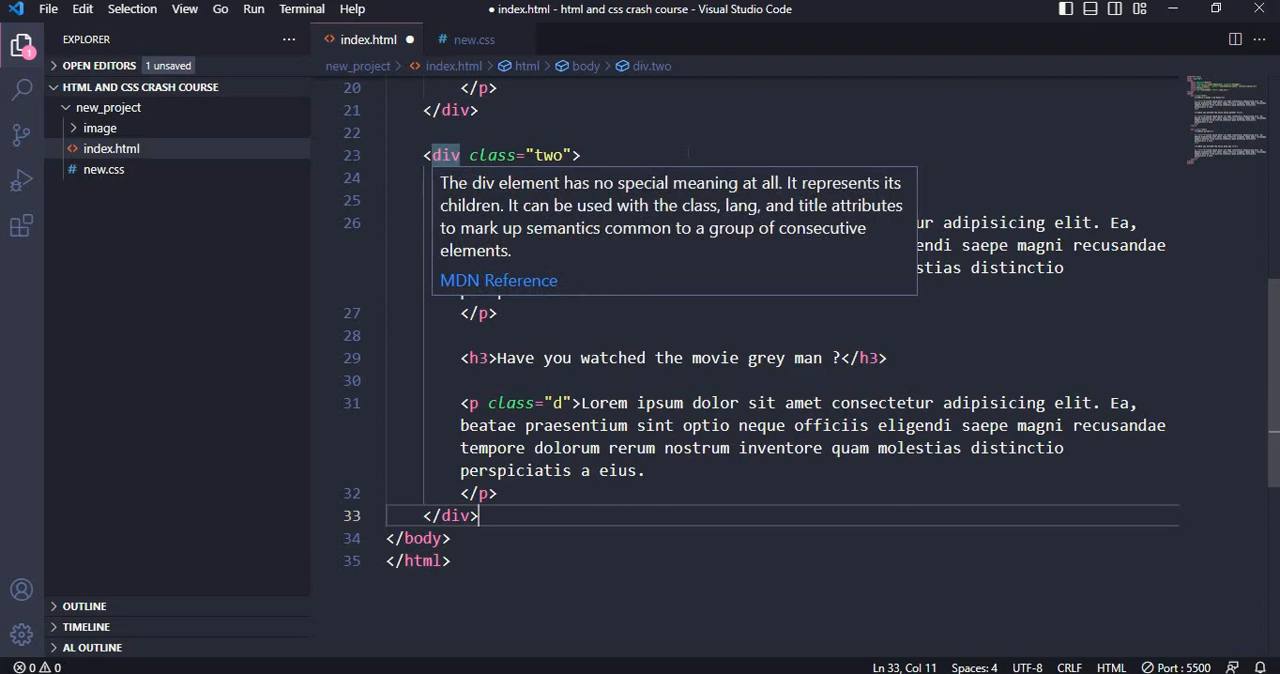 File Edit Selection View Go Run Terminal Help
● index.html - html and css crash course - Visual Studio Code
EXPLORER
index.html
# new.css
1
OPEN EDITORS 1 unsaved
new_project > index.html > html > body > div.two
HTML AND CSS CRASH COURSE
new_project
image
index.html
# new.css
20 </p>
21 </div>
22
23 <div class="two">
24
The div element has no special meaning at all. It represents its
25
children. It can be used with the class, lang, and title attributes
26 ur adipisicing elit. Ea,
to mark up semantics common to a group of consecutive
endi saepe magni recusandae
elements.
stias distinctio
MDN Reference
27 </p>
28
29 <h3>Have you watched the movie grey man ?</h3>
30
31 <p class="d">Lorem ipsum dolor sit amet consectetur adipisicing elit. Ea,
beatae praesentium sint optio neque officiis eligendi saepe magni recusandae
tempore dolorum rerum nostrum inventore quam molestias distinctio
perspiciatis a eius.
32 </p>
33 </div>
34 </body>
35 </html>
OUTLINE
TIMELINE
AL OUTLINE
0 0
Ln 33, Col 11 Spaces: 4 UTF-8 CRLF HTML Port : 5500